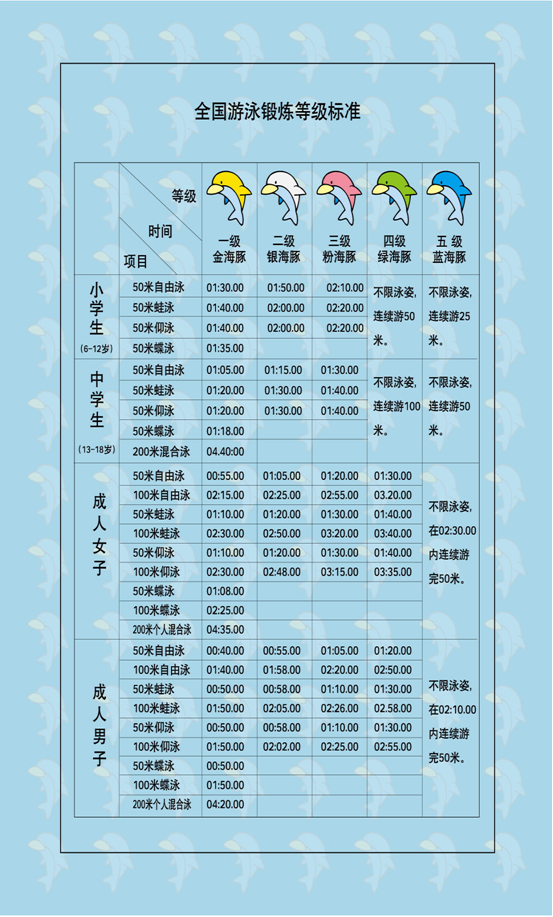 全国游泳锻炼等级标准
等级
时间
项目
一级 二级 三级 四级 五 级
金海豚 银海豚 粉海豚 绿海豚 蓝海豚
小学生
(6-12岁)
50米自由泳 01:30.00 01:50.00 02:10.00
50米蛙泳 01:40.00 02:00.00 02:20.00
50米仰泳 01:40.00 02:00.00 02:20.00
50米蝶泳 01:35.00
不限泳姿,
连续游50
米。
不限泳姿,
连续游25
米。
中学生
(13-18岁)
50米自由泳 01:05.00 01:15.00 01:30.00
50米蛙泳 01:20.00 01:30.00 01:40.00
50米仰泳 01:20.00 01:30.00 01:40.00
50米蝶泳 01:18.00
200米混合泳 04.40:00
不限泳姿,
连续游100
米。
不限泳姿,
连续游50
米。
成人女子
50米自由泳 00:55.00 01:05.00 01:20.00 01:30.00
100米自由泳 02:15.00 02:25.00 02:55.00 03.20.00
50米蛙泳 01:10.00 01:20.00 01:30.00 01:40.00
100米蛙泳 02:30.00 02:50.00 03:20.00 03:40.00
50米仰泳 01:10.00 01:20.00 01:30.00 01:40.00
100米仰泳 02:30.00 02:48.00 03:15.00 03:35.00
50米蝶泳 01:08.00
100米蝶泳 02:25.00
200米个人混合泳 04:35.00
不限泳姿,
在02:30.00
内连续游
完50米。
成人男子
50米自由泳 00:40.00 00:55.00 01:05.00 01:20.00
100米自由泳 01:40.00 01:58.00 02:20.00 02:50.00
50米蛙泳 00:50.00 00:58.00 01:10.00 01:30.00
100米蛙泳 01:50.00 02:05.00 02:26.00 02.58.00
50米仰泳 00:50.00 00:58.00 01:10.00 01:30.00
100米仰泳 01:50.00 02:02.00 02:25.00 02:55.00
50米蝶泳 00:50.00
100米蝶泳 01:50.00
200米个人混合泳 04:20.00
不限泳姿,
在02:10.00
内连续游
完50米。